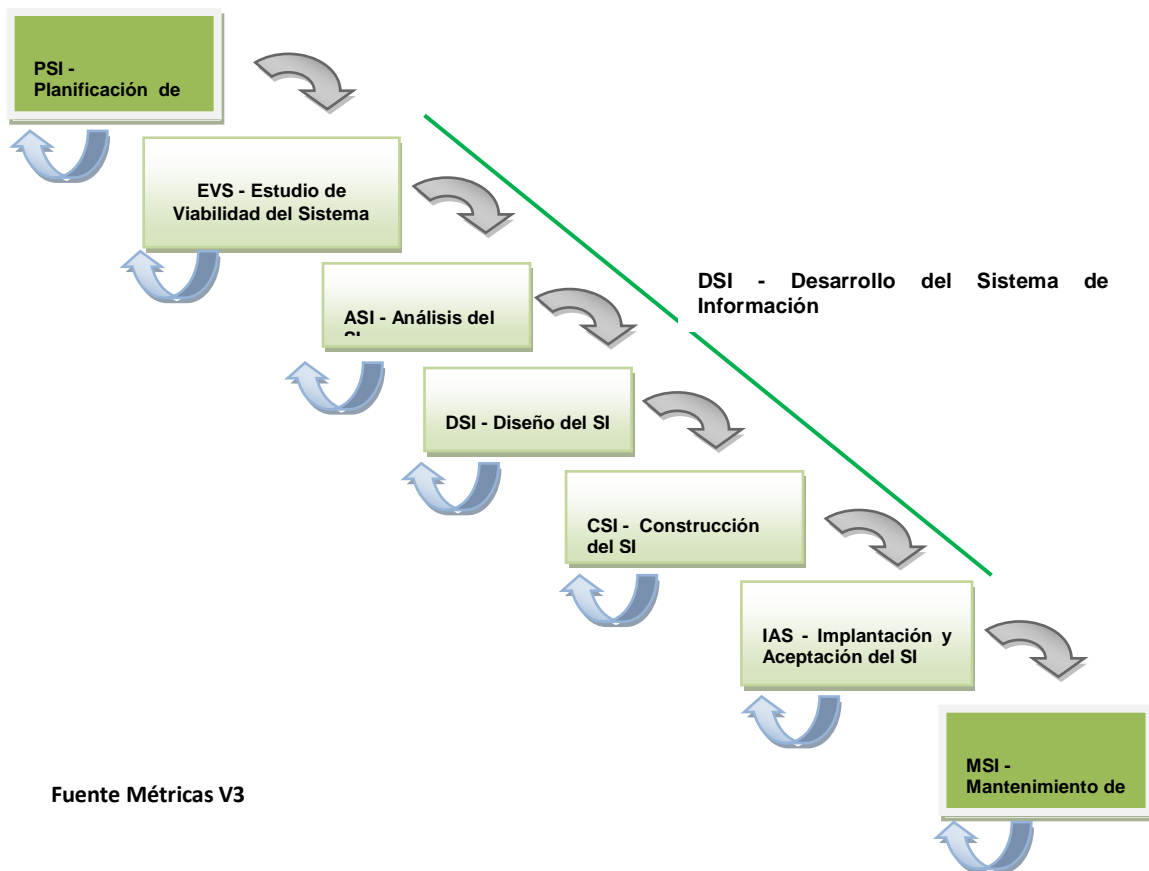 PSI -
Planificación de
EVS - Estudio de
Viabilidad del Sistema
DSI - Desarrollo del Sistema de
Información
ASI - Análisis del
DSI - Diseño del SI
CSI - Construcción
del SI
IAS - Implantación y
Aceptación del SI
MSI -
Mantenimiento de
Fuente Métricas V3